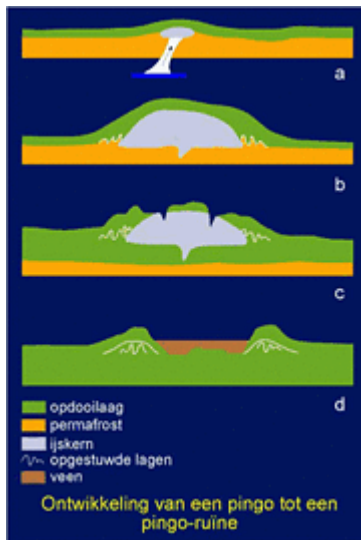 a
b
c
d
opdooilaag
permafrost
ijskern
opgestuwde lagen
veen
Ontwikkeling van een pingo tot een
pingo-ruïne